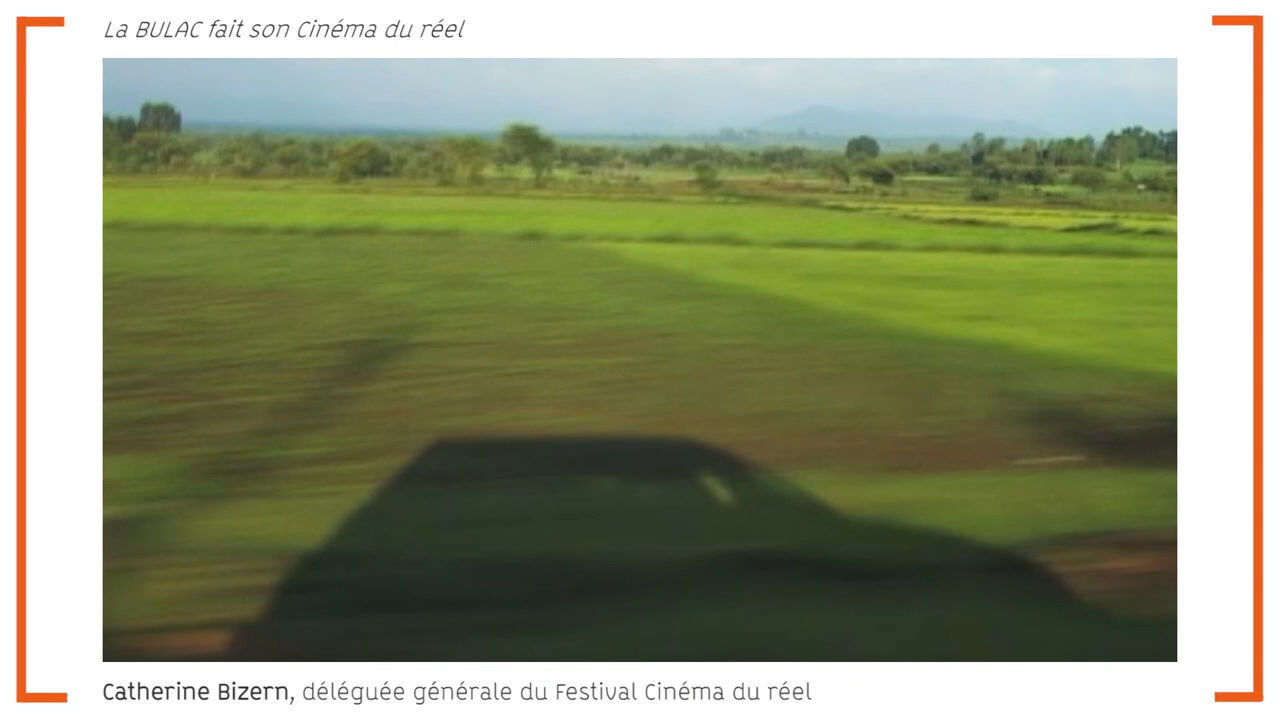 La BULAC fait son Cinéma du réel
Catherine Bizern, déléguée générale du Festival Cinéma du réel